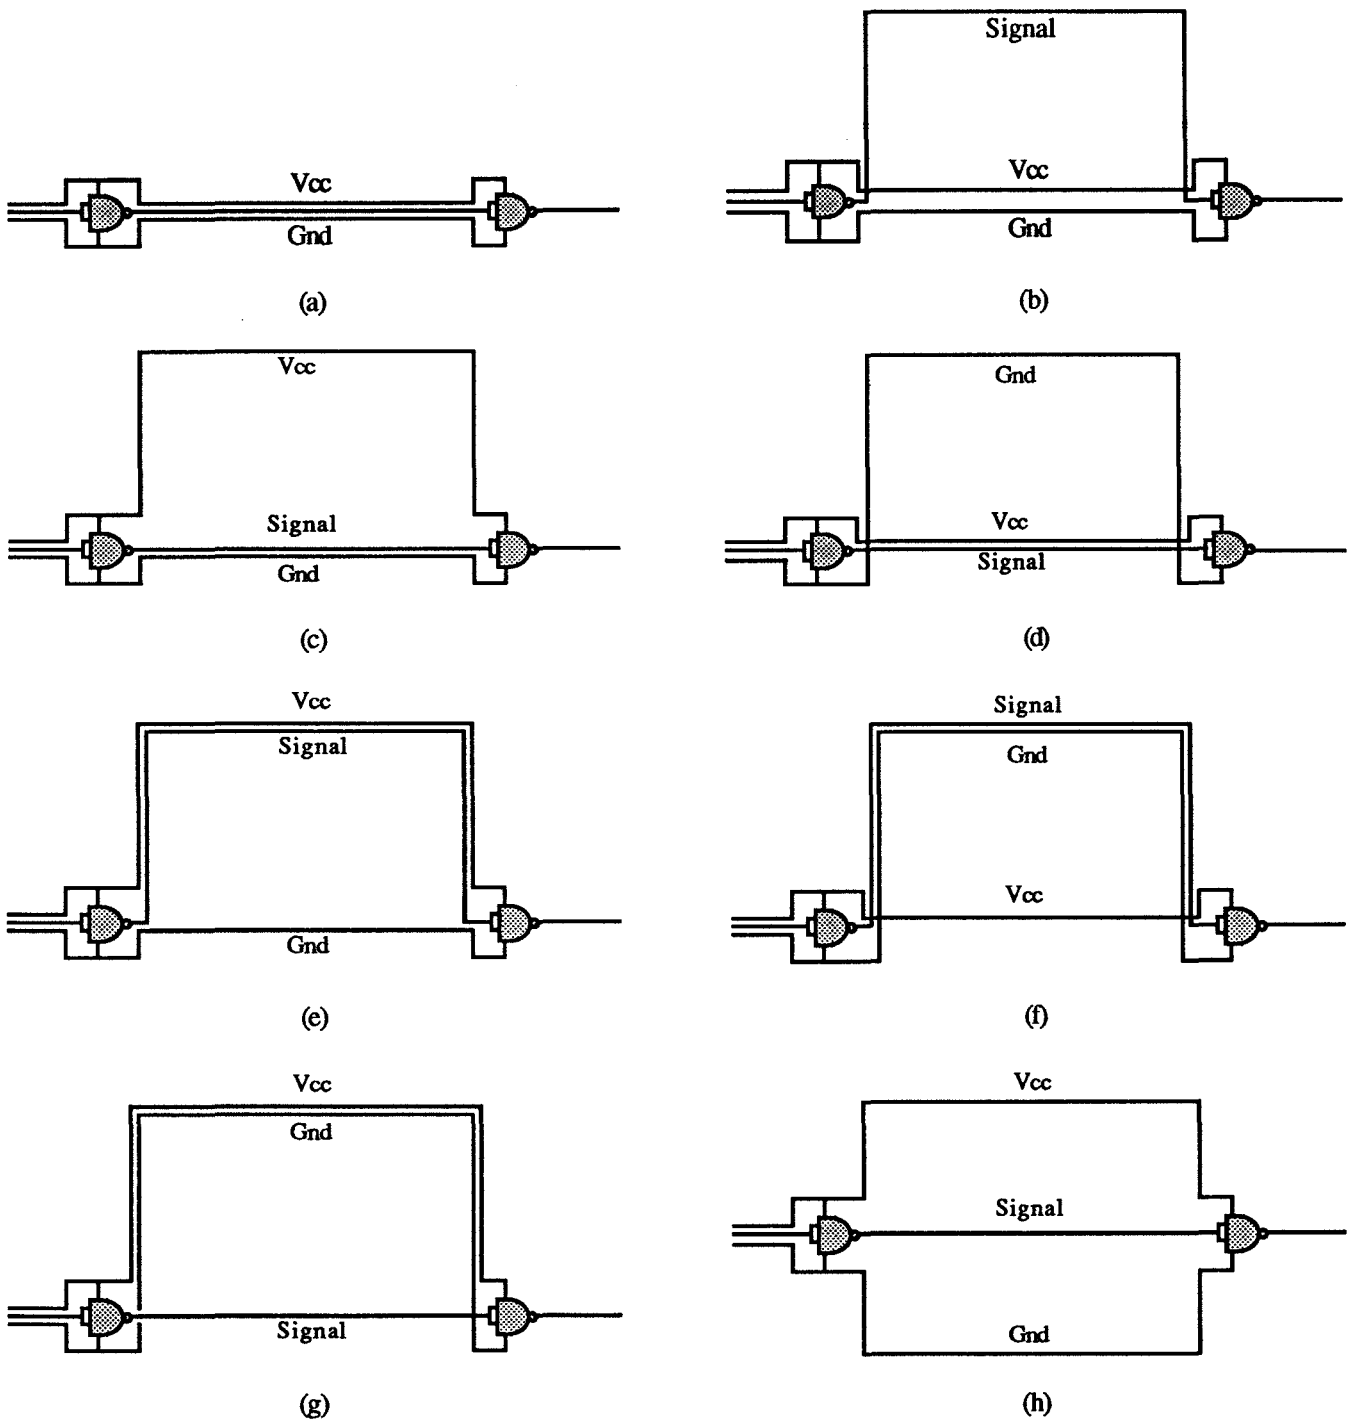 Vcc
Gnd
(a)
Signal
Vcc
Gnd
(b)
Vcc
Signal
Gnd
(c)
Gnd
Vcc
Signal
(d)
Vcc
Signal
Gnd
(e)
Signal
Gnd
Vcc
(f)
Vcc
Gnd
Signal
(g)
Vcc
Signal
Gnd
(h)